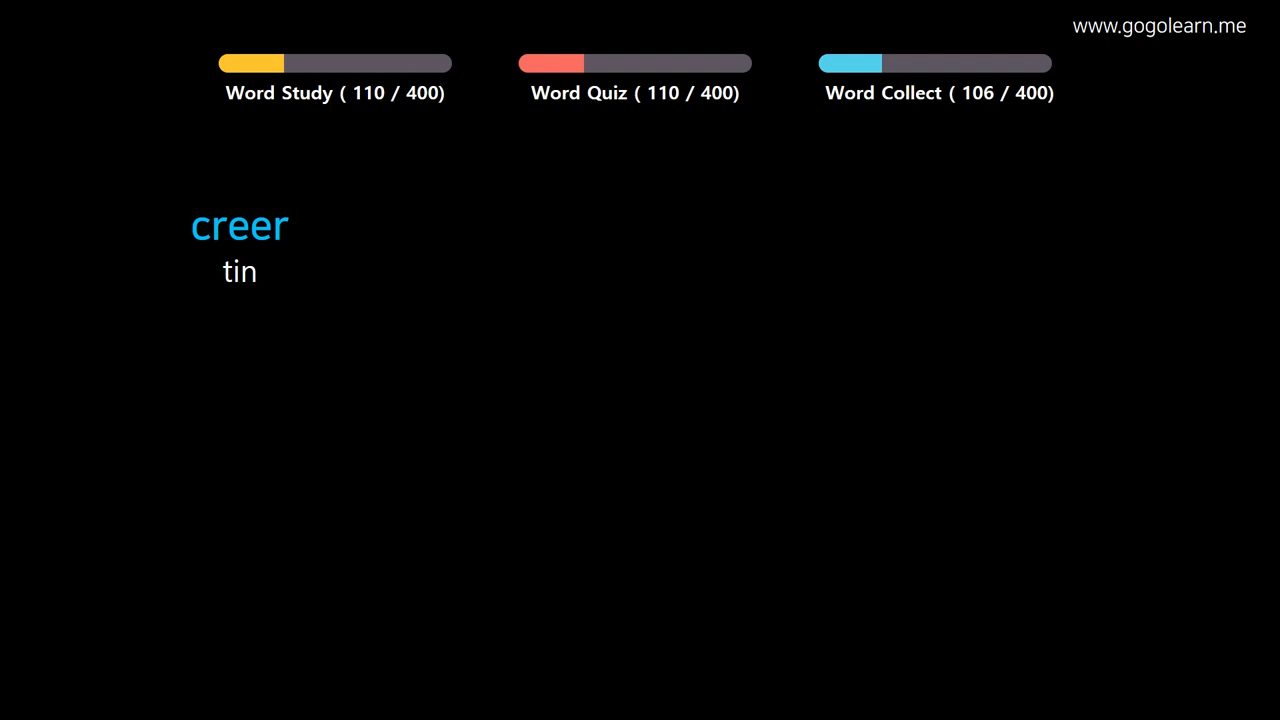 www.gogolearn.me
Word Study ( 110 / 400)
Word Quiz ( 110 / 400)
Word Collect ( 106 / 400)
creer
tin